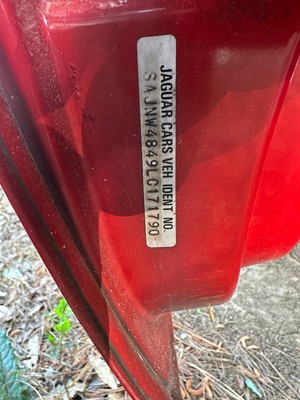 JAGUAR CARS VEH IDENT NO.
SAJNW4849LC171790